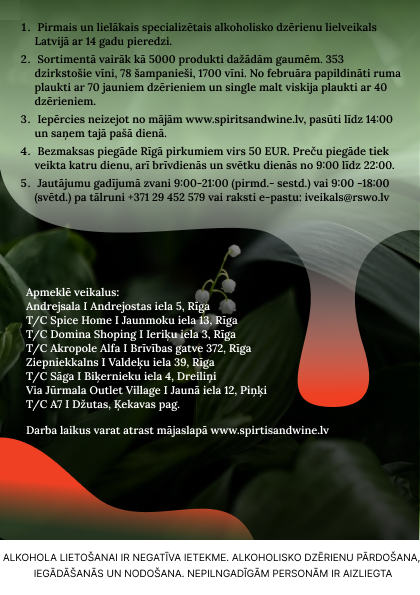 1. Pirmais un lielākais specializētais alkoholisko dzērienu lielveikals
Latvijā ar 14 gadu pieredzi.
2. Sortimentā vairāk kā 5000 produkti dažādām gaumēm. 353
dzirkstošie vīni, 78 šampanieši, 1700 vīni. No februāra papildināti ruma
plaukti ar 70 jauniem dzērieniem un single malt viskija plaukti ar 40
dzērieniem.
3. Iepērcies neizejot no mājām www.spiritsandwine.lv, pasūti līdz 14:00
un saņem tajā pašā dienā.
4. Bezmaksas piegāde Rīgā pirkumiem virs 50 EUR. Preču piegāde tiek
veikta katru dienu, arī brīvdienās un svētku dienās no 9:00 līdz 22:00.
5. Jautājumu gadījumā zvani 9:00-21:00 (pirmd.- sestd.) vai 9:00 -18:00
(svētd.) pa tālruni +371 29 452 579 vai raksti e-pastu: iveikals@rswo.lv
Apmeklē veikalus:
Andrejsala I Andrejostas iela 5, Rīga
T/C Spice Home I Jaunmoku iela 13, Rīga
T/C Domina Shoping I Ieriķu iela 3, Rīga
T/C Akropole Alfa I Brīvības gatve 372, Rīga
Ziepniekkalns I Valdeķu iela 39, Rīga
T/C Sāga I Biķernieku iela 4, Dreiliņi
Via Jūrmala Outlet Village I Jaunā iela 12, Piņķi
T/C A7 I Džutas, Ķekavas pag.
Darba laikus varat atrast mājaslapā www.spirtisandwine.lv
ALKOHOLA LIETOŠANAI IR NEGATĪVA IETEKME. ALKOHOLISKO DZĒRIENU PĀRDOŠANA,
IEGĀDĀŠANĀS UN NODOŠANA. NEPILNGADĪGĀM PERSONĀM IR AIZLIEGTA